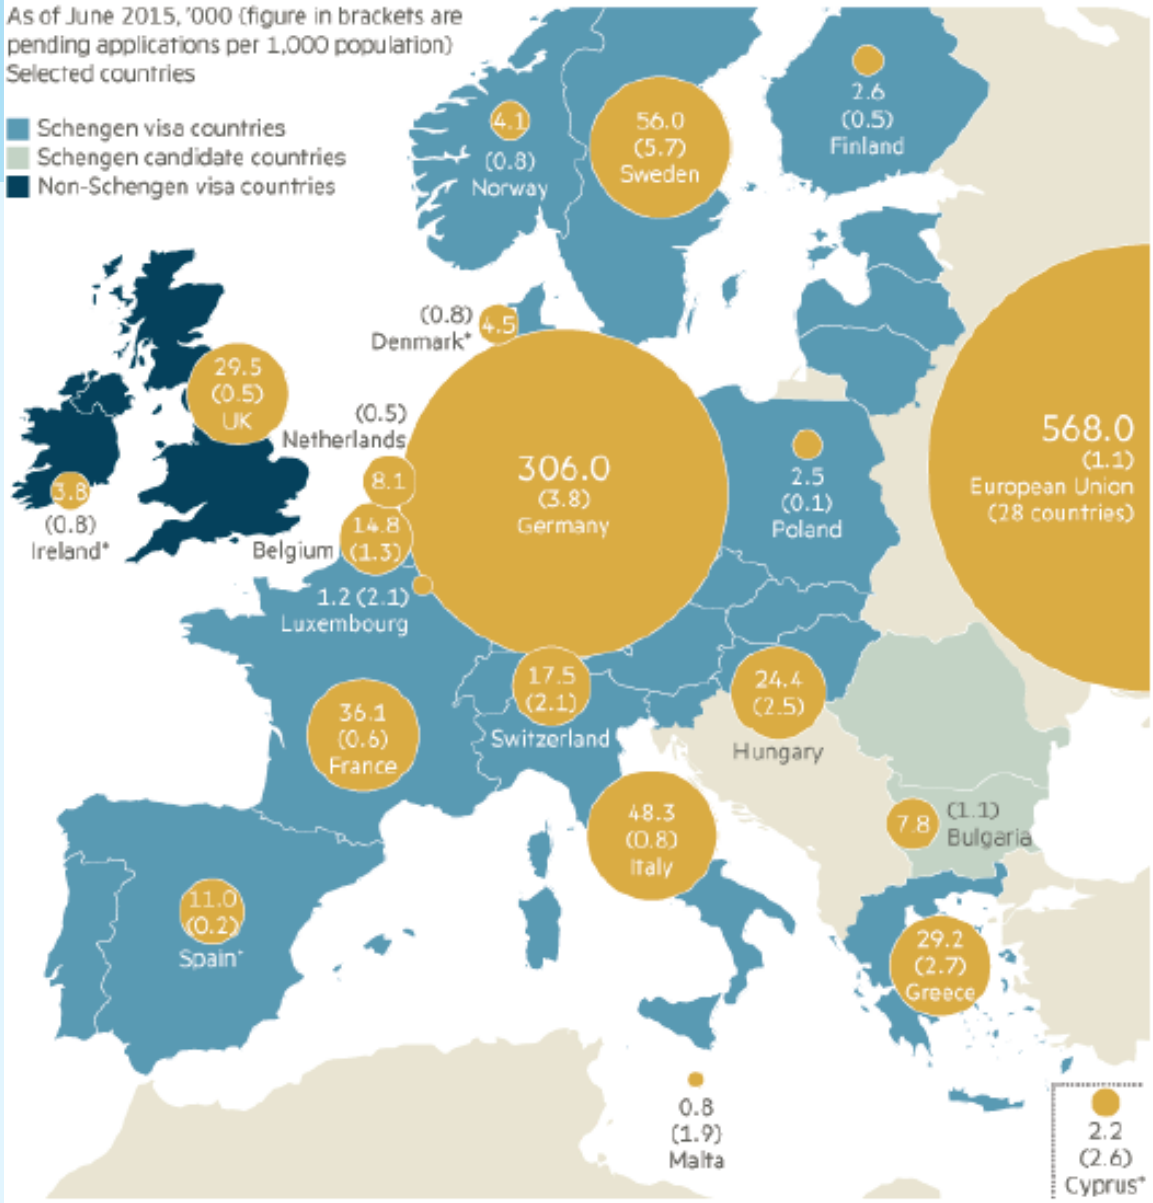 As of June 2015, '000 (figure in brackets are
pending applications per 1,000 population)
Selected countries
Schengen visa countries
Schengen candidate countries
Non-Schengen visa countries
4.1
(0.8)
Norway
56.0
(5.7)
Sweden
2.6
(0.5)
Finland
(0.8)
Denmark*
4.5
29.5
(0.5)
UK
3.8
(0.8)
Ireland*
(0.5)
Netherlands
8.1
Belgium
14.8
(1.3)
1.2 (2.1)
Luxembourg
306.0
(3.8)
Germany
2.5
(0.1)
Poland
568.0
(1.1)
European Union
(28 countries)
36.1
(0.6)
France
17.5
(2.1)
Switzerland
24.4
(2.5)
Hungary
48.3
(0.8)
Italy
7.8
(1.1)
Bulgaria
11.0
(0.2)
Spain*
29.2
(2.7)
Greece
0.8
(1.9)
Malta
2.2
(2.6)
Cyprus*